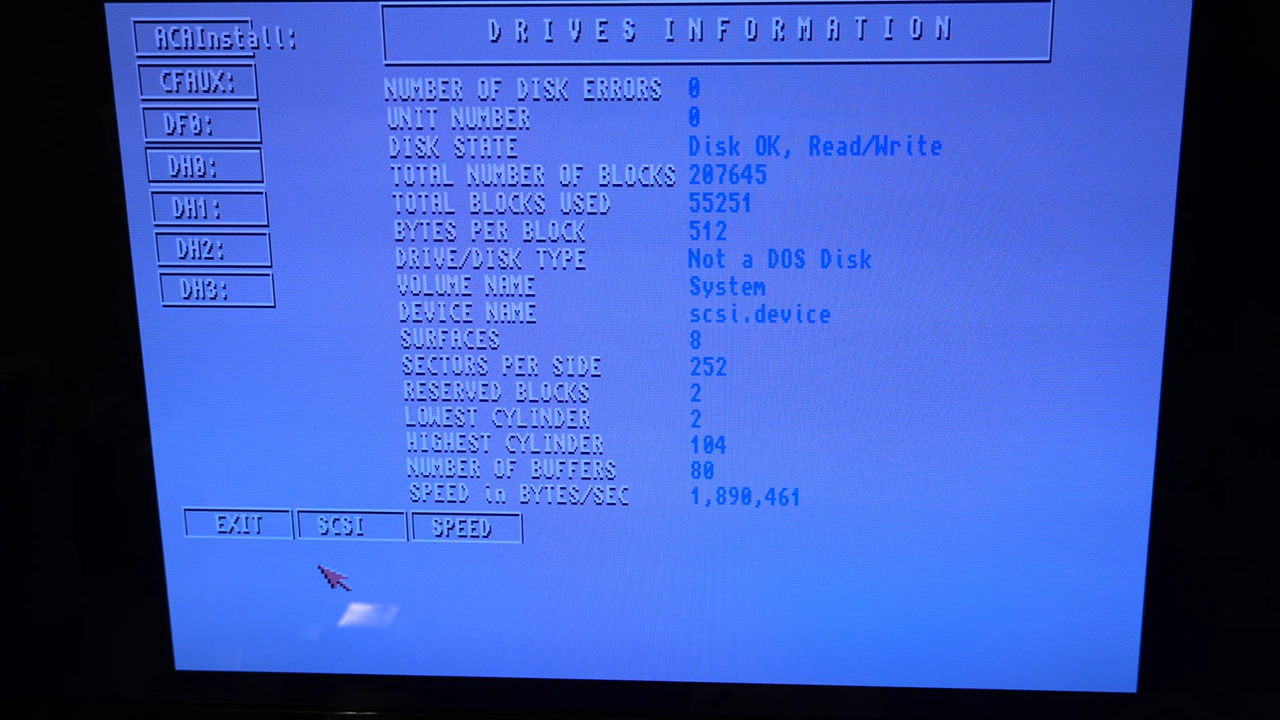 DRIVES INFORMATION
ACAInstall:
CFAUX:
DF0:
DH0:
DH1:
DH2:
DH3:
NUMBER OF DISK ERRORS 0
UNIT NUMBER 0
DISK STATE Disk OK, Read/Write
TOTAL NUMBER OF BLOCKS 207645
TOTAL BLOCKS USED 55251
BYTES PER BLOCK 512
DRIVE/DISK TYPE Not a DOS Disk
VOLUME NAME System
DEVICE NAME scsi.device
SURFACES 8
SECTORS PER SIDE 252
RESERVED BLOCKS 2
LOWEST CYLINDER 2
HIGHEST CYLINDER 104
NUMBER OF BUFFERS 80
SPEED in BYTES/SEC 1,890,461
EXIT SCSI SPEED